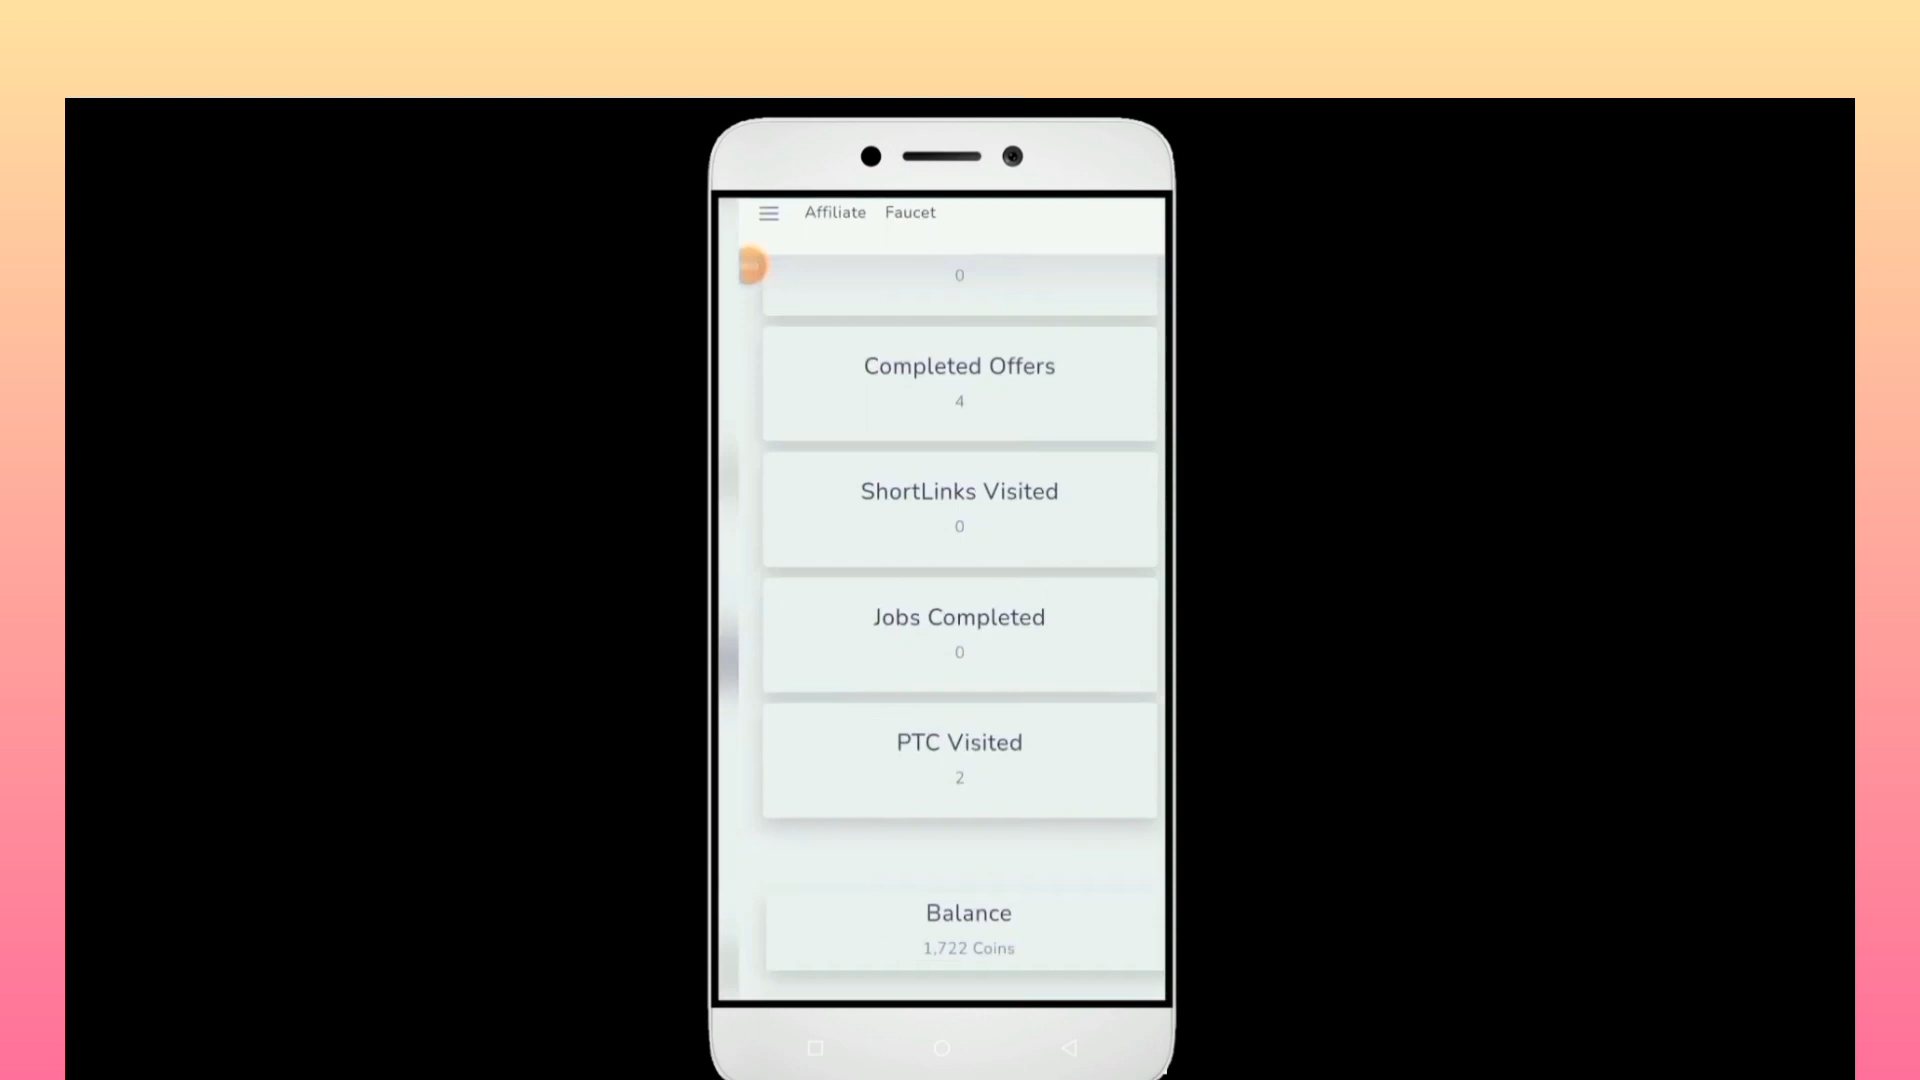 Affiliate Faucet
0
Completed Offers
4
ShortLinks Visited
0
Jobs Completed
0
PTC Visited
2
Balance
1,722 Coins